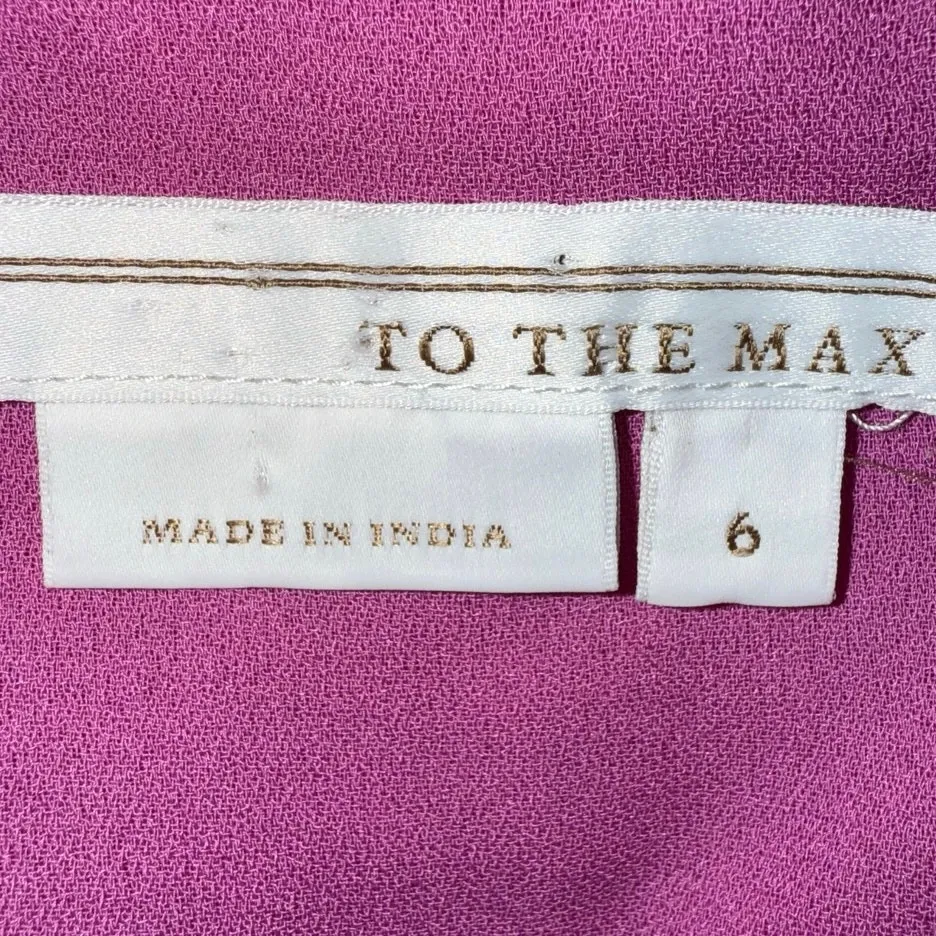 TO THE MAX
MADE IN INDIA
6